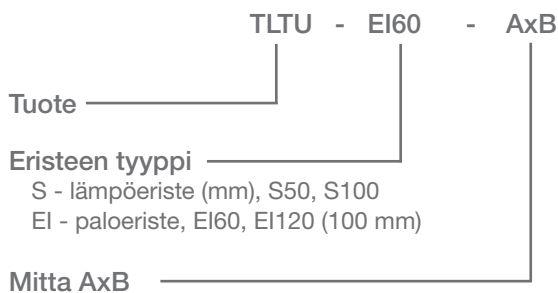 TLTU - EI60 - AxB
Tuote
Eristeen tyyppi
S - lämpöeriste (mm), S50, S100
EI - paloeriste, EI60, EI120 (100 mm)
Mitta AxB